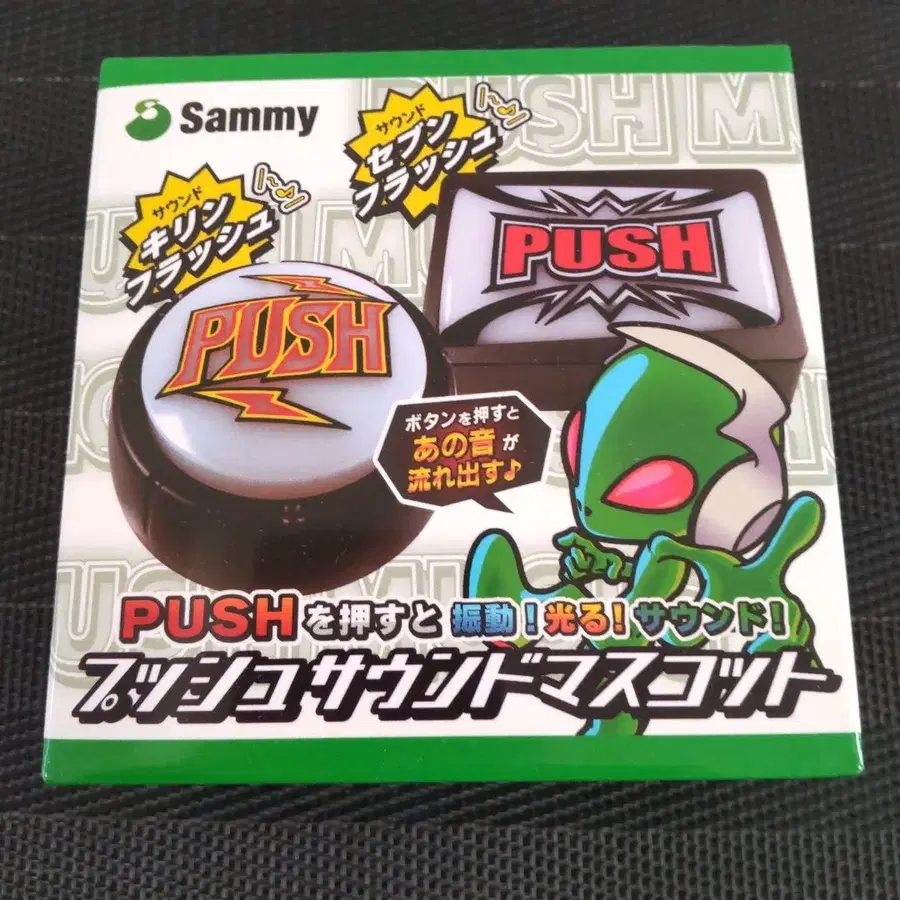 Sammy
サウンド
セブン
フラッシュ
サウンド
キリン
フラッシュ
PUSH
PUSH
ボタンを押すと
あの音が
流れ出す♪
PUSHを押すと振動!光る!サウンド!
プッシュサウンドマスコット